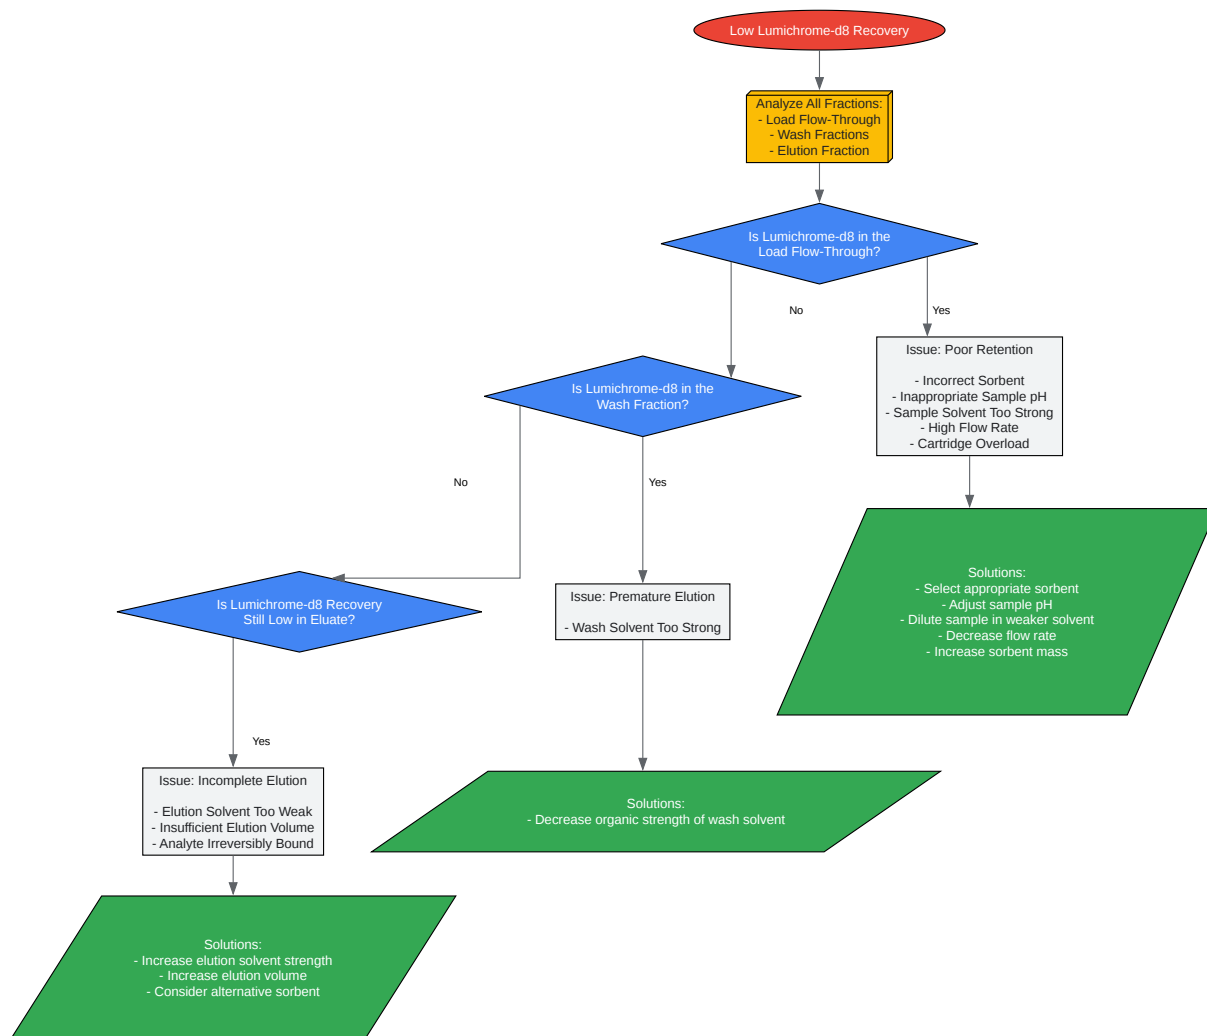 Low Lumichrome-d8 Recovery
Analyze All Fractions:
- Load Flow-Through
- Wash Fractions
- Elution Fraction
Is Lumichrome-d8 in the
Load Flow-Through?
No
Yes
Issue: Poor Retention
- Incorrect Sorbent
- Inappropriate Sample pH
- Sample Solvent Too Strong
- High Flow Rate
- Cartridge Overload
Is Lumichrome-d8 in the
Wash Fraction?
No
Yes
Solutions:
- Select appropriate sorbent
- Adjust sample pH
- Dilute sample in weaker solvent
- Decrease flow rate
- Increase sorbent mass
Is Lumichrome-d8 Recovery
Still Low in Eluate?
Issue: Premature Elution
- Wash Solvent Too Strong
Yes
Issue: Incomplete Elution
- Elution Solvent Too Weak
- Insufficient Elution Volume
- Analyte Irreversibly Bound
Solutions:
- Decrease organic strength of wash solvent
Solutions:
- Increase elution solvent strength
- Increase elution volume
- Consider alternative sorbent